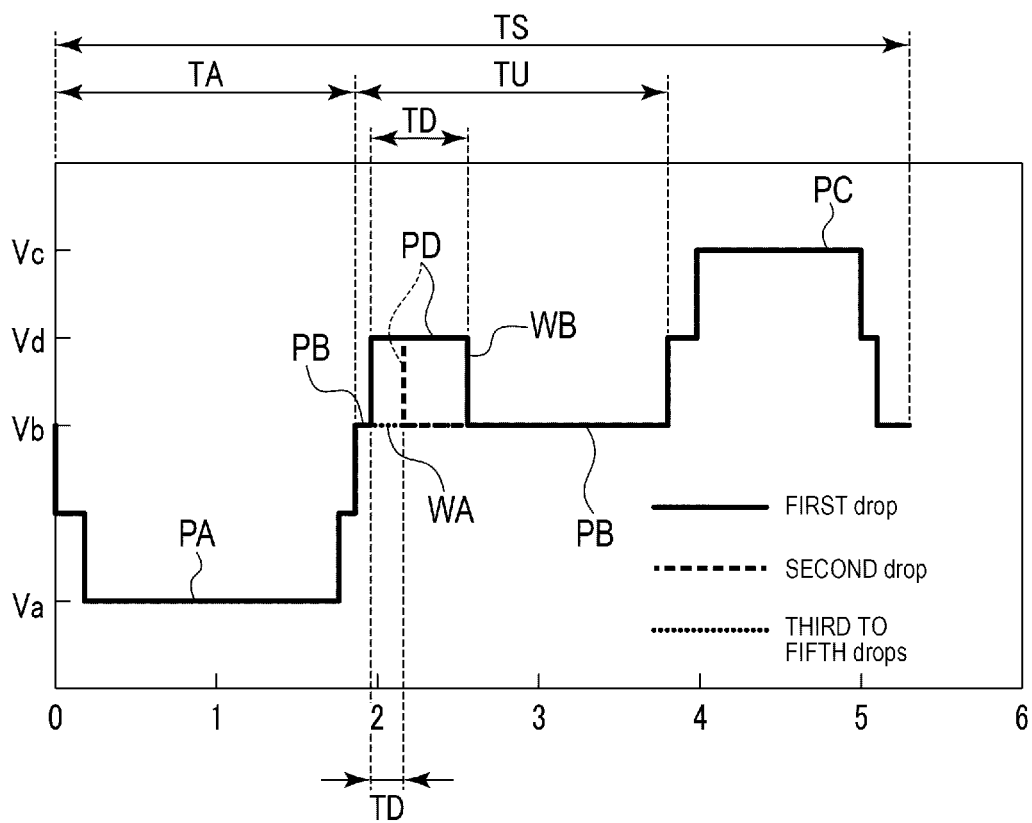 TS
TA
TU
TD
PC
Vc
PD
Vd
WB
PB
Vb
WA
PB
FIRST drop
PA
SECOND drop
Va
THIRD TO
FIFTH drops
0 1 2 3 4 5 6
TD